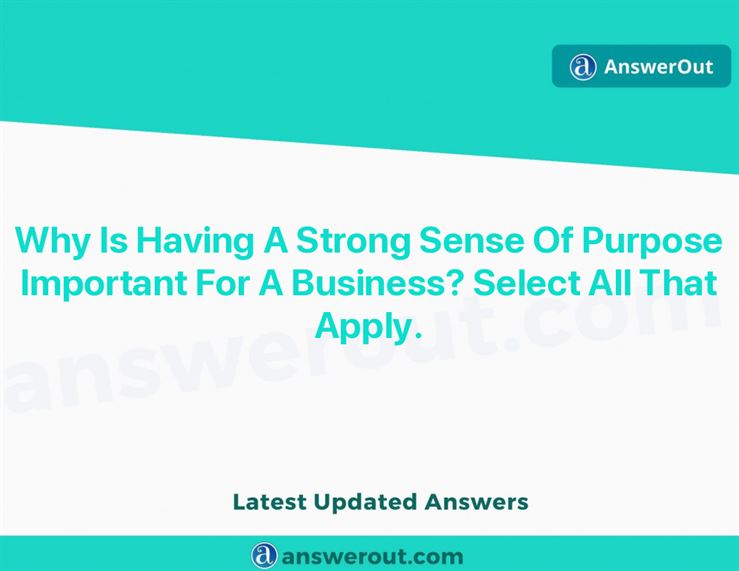 AnswerOut
Why Is Having A Strong Sense Of Purpose
Important For A Business? Select All That
Apply.
answerout.com
Latest Updated Answers
answerout.com